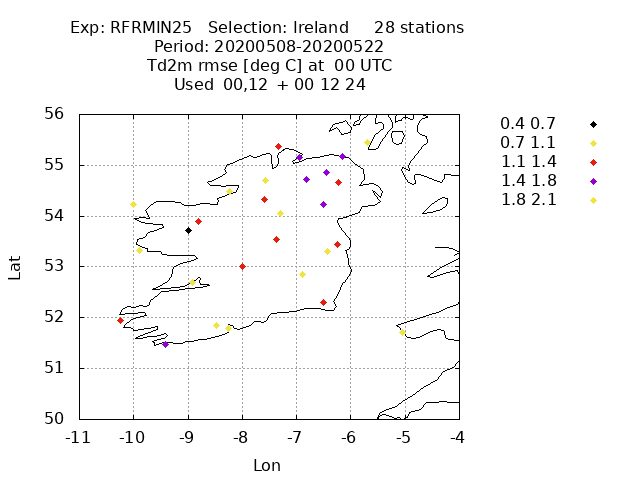 Exp: RFRMIN25 Selection: Ireland 28 stations
Period: 20200508-20200522
Td2m rmse [deg C] at 00 UTC
Used 00,12 + 00 12 24
56
55
54
53
52
51
50
Lat
-11 -10 -9 -8 -7 -6 -5 -4
Lon
0.4 0.7
0.7 1.1
1.1 1.4
1.4 1.8
1.8 2.1